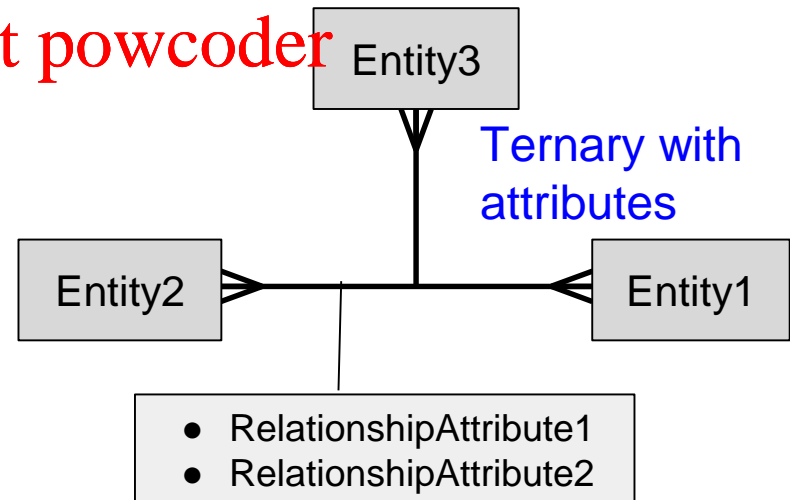 t powcoder
Entity3
Ternary with
attributes
Entity2
Entity1
● RelationshipAttribute1
● RelationshipAttribute2